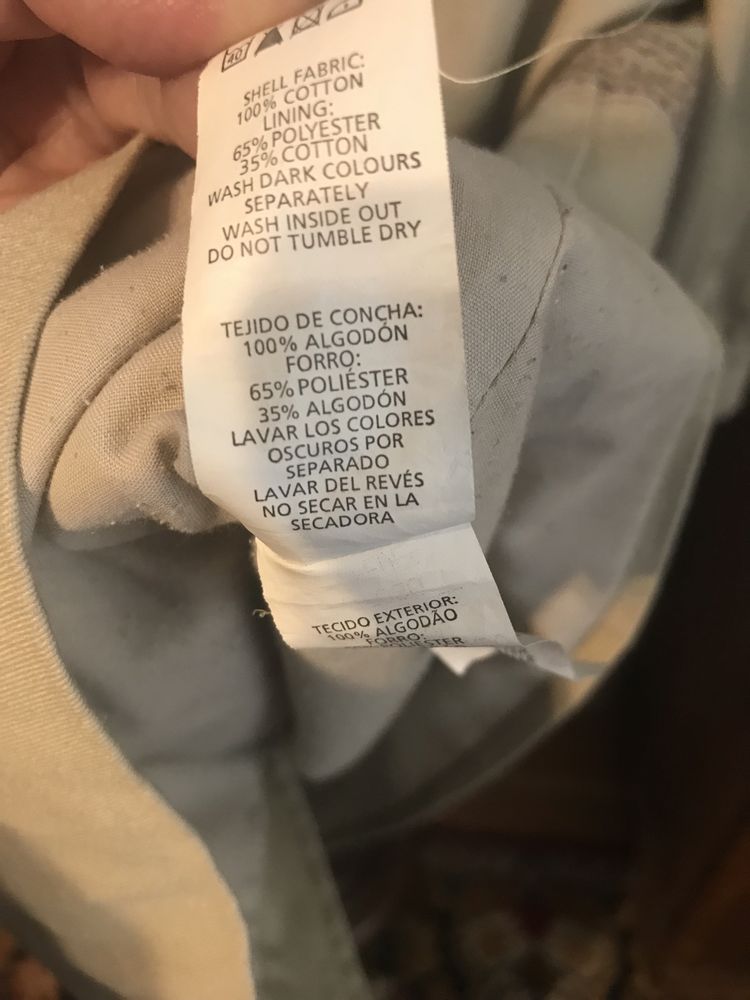 40
SHELL FABRIC:
100% COTTON
LINING:
65% POLYESTER
35% COTTON
WASH DARK COLOURS
SEPARATELY
WASH INSIDE OUT
DO NOT TUMBLE DRY
TEJIDO DE CONCHA:
100% ALGODÓN
FORRO:
65% POLIÉSTER
35% ALGODÓN
LAVAR LOS COLORES
OSCUROS POR
SEPARADO
LAVAR DEL REVÉS
NO SECAR EN LA
SECADORA
TECIDO EXTERIOR:
100% ALGODÃO
FORRO: